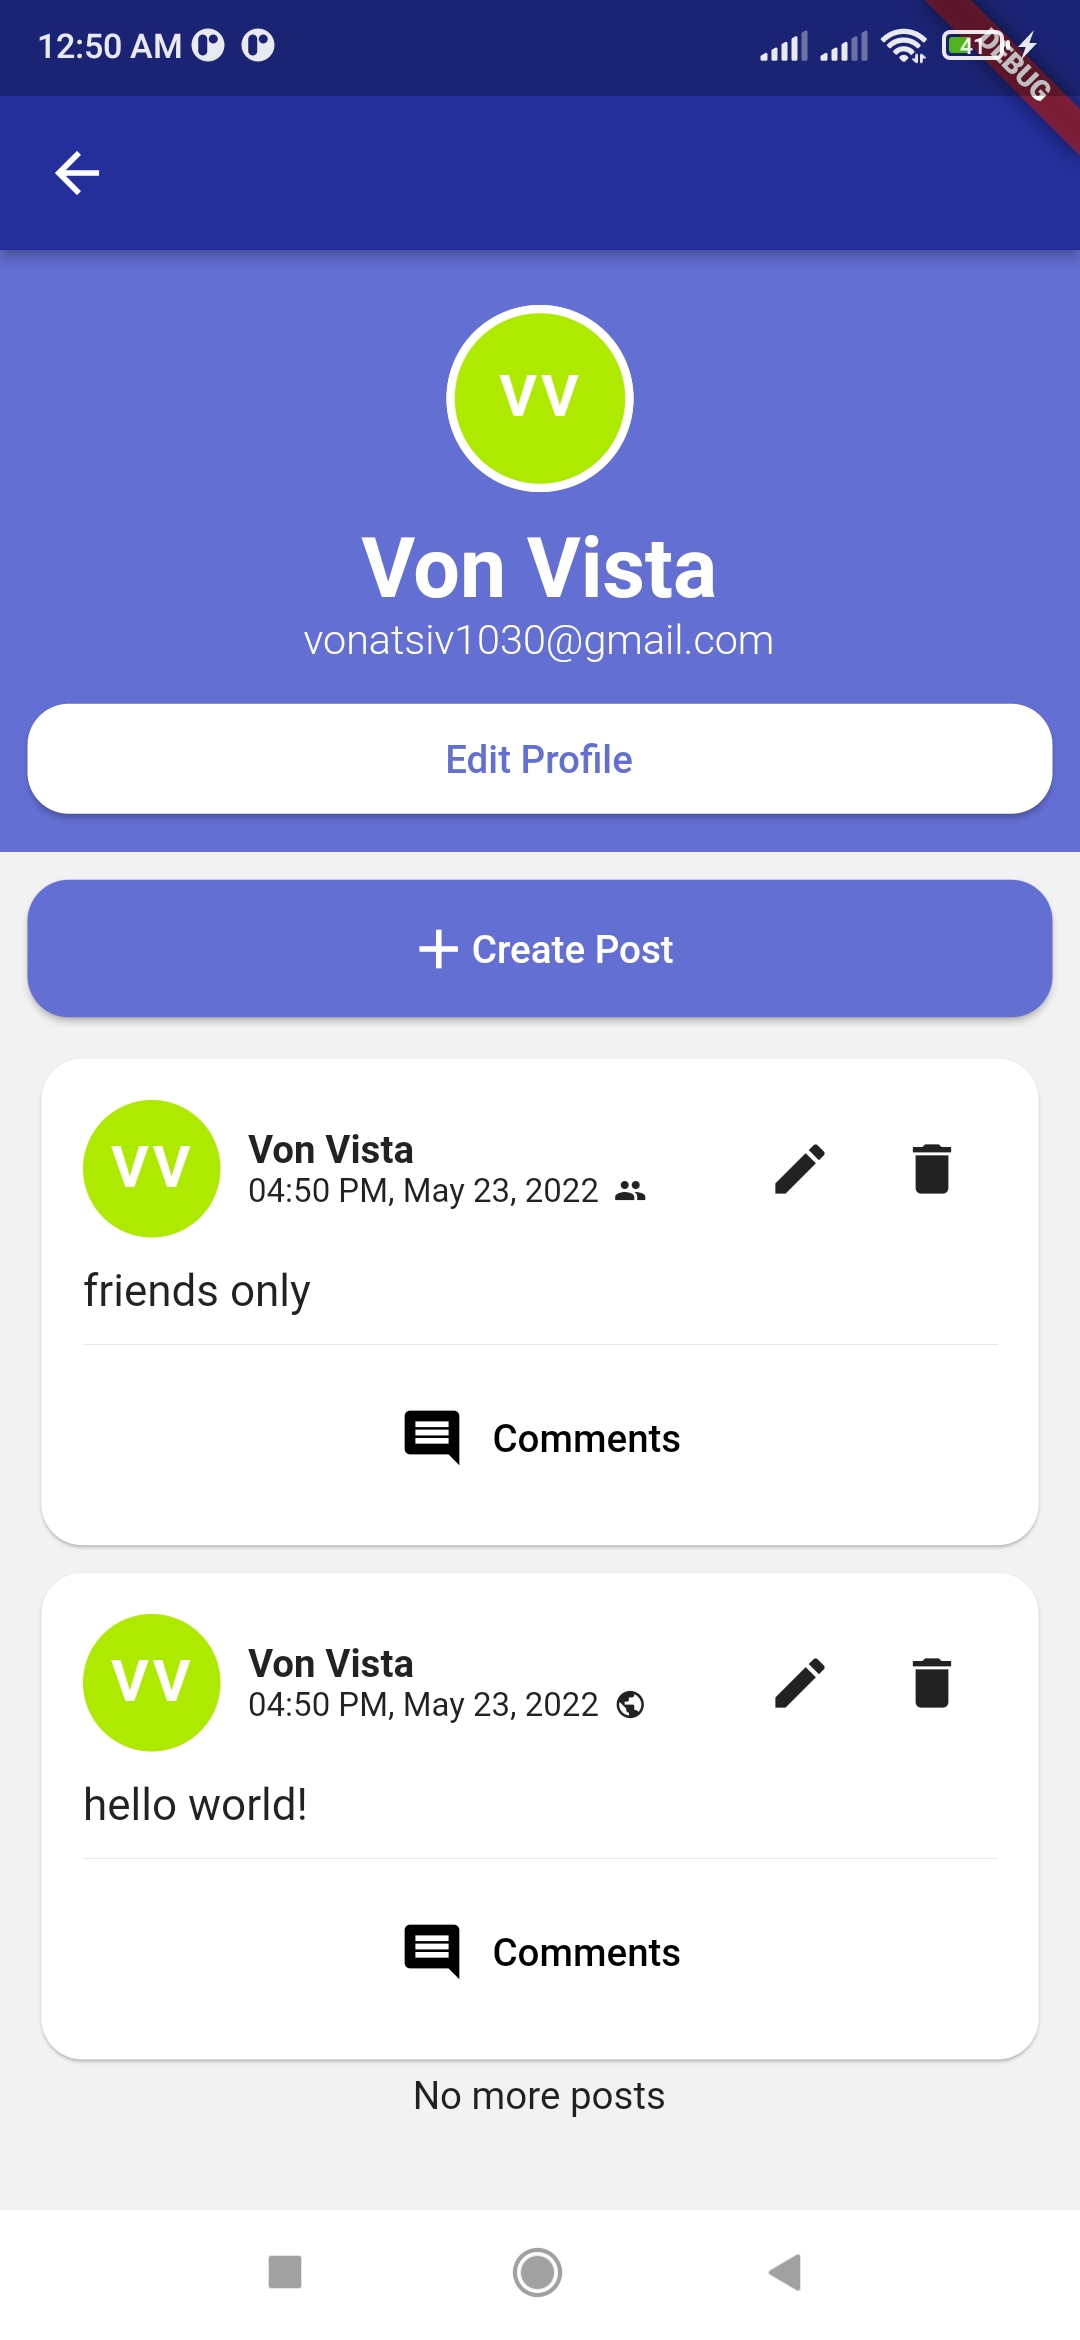 12:50 AM
41
DEBUG
VV
Von Vista
vonatsiv1030@gmail.com
Edit Profile
Create Post
VV
Von Vista
04:50 PM, May 23, 2022
friends only
Comments
VV
Von Vista
04:50 PM, May 23, 2022
hello world!
Comments
No more posts